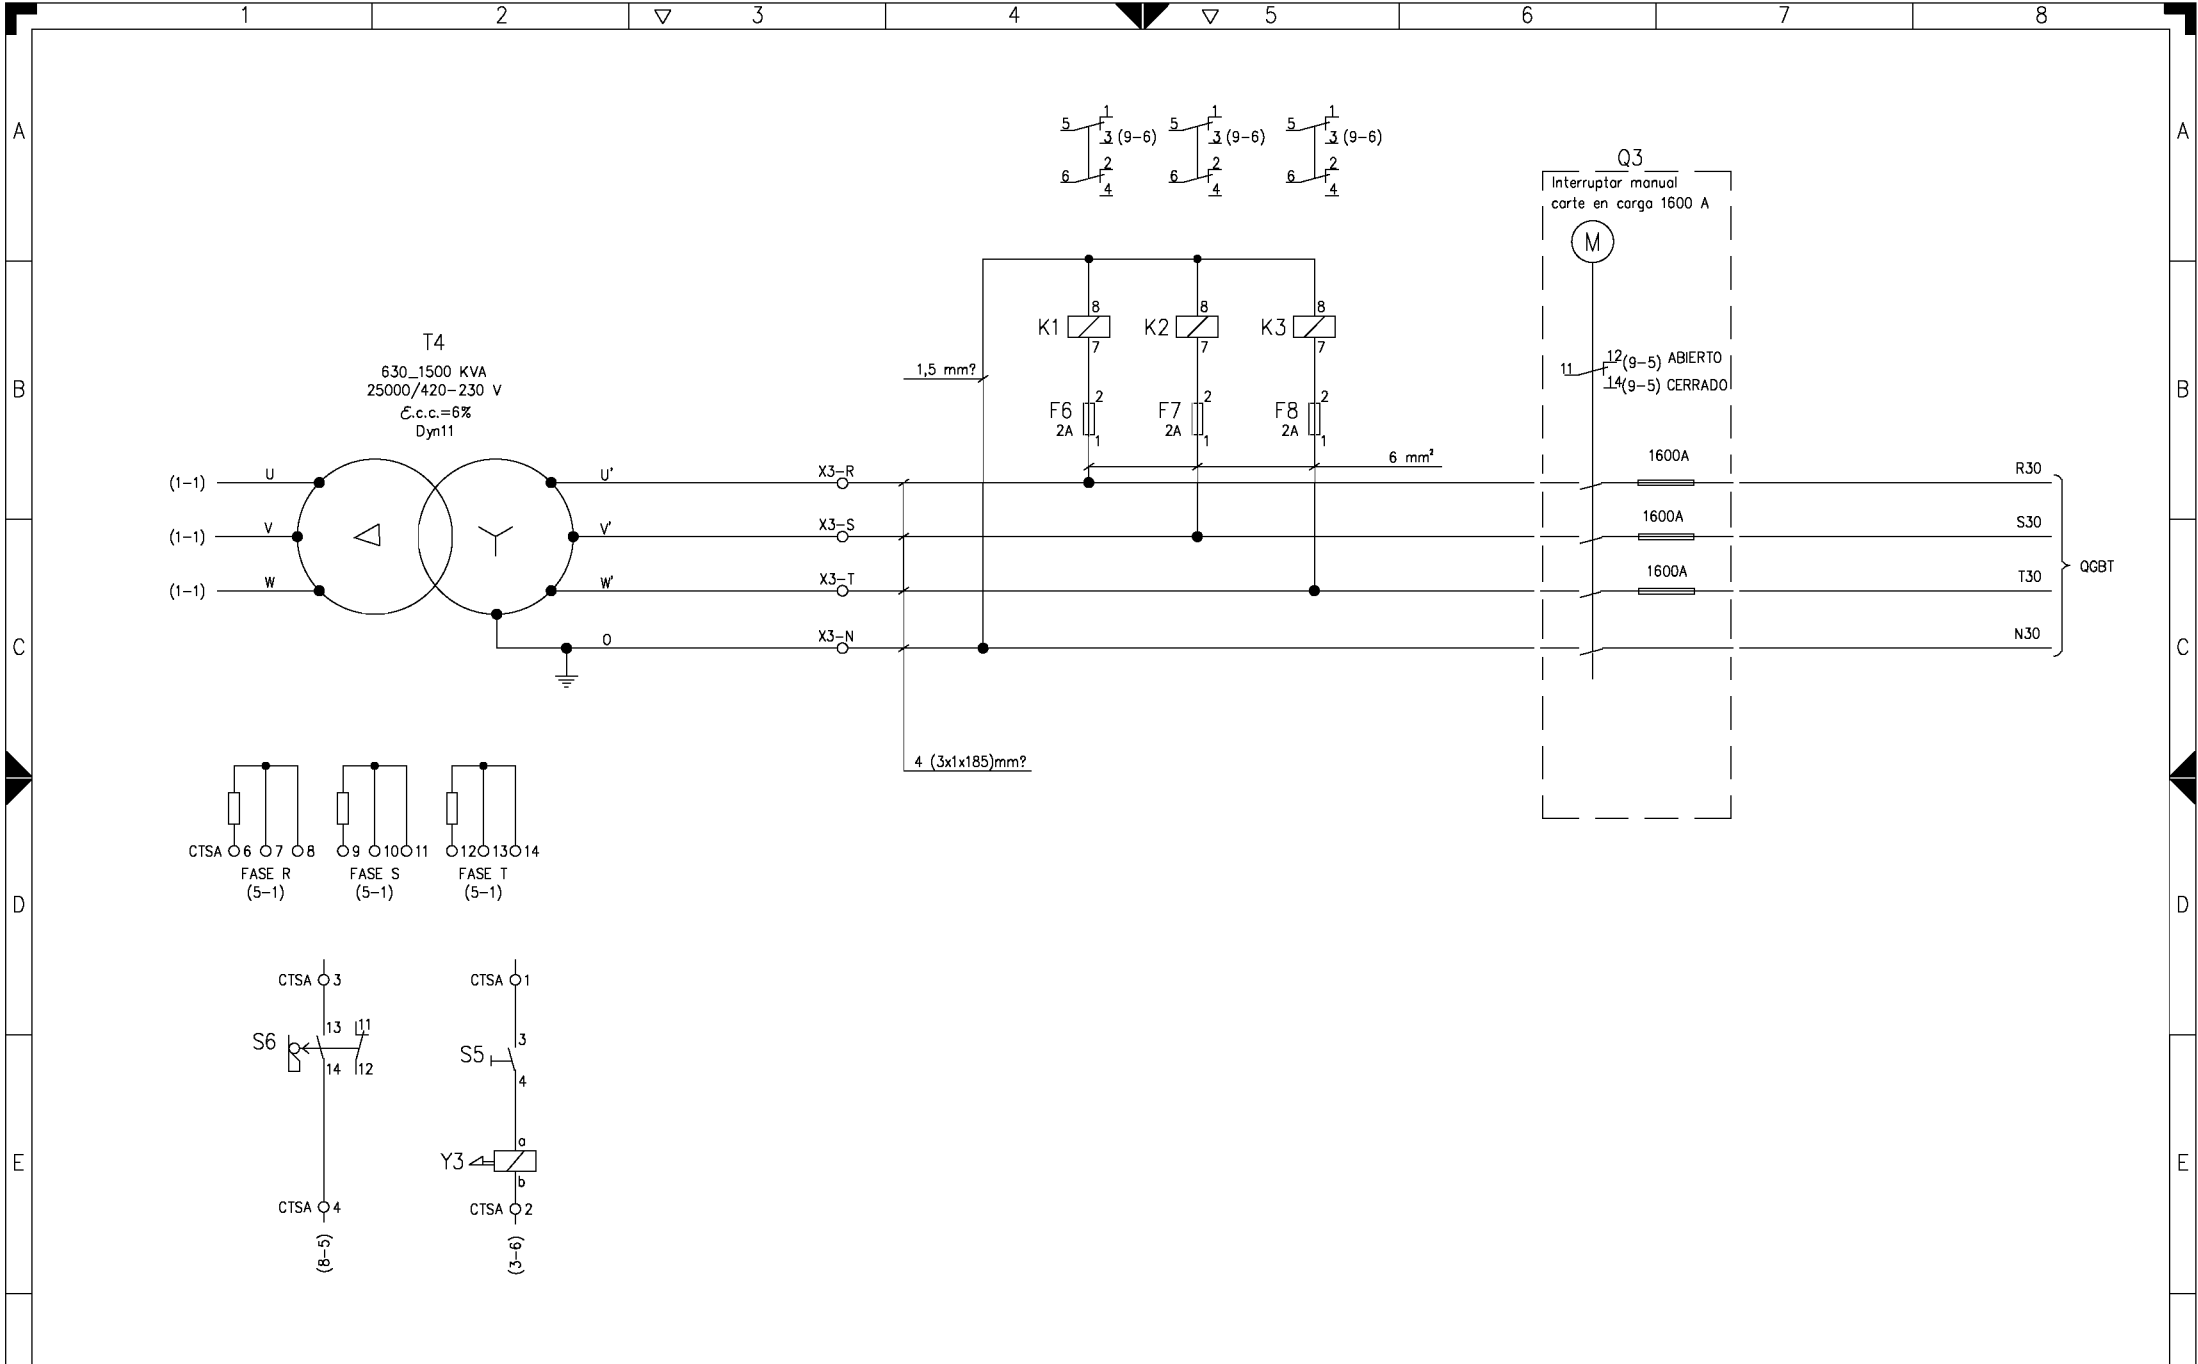 1 2 3 4 5 6 7 8
A A
1 1 1
5 5 5
3 (9-6) 3 (9-6) 3 (9-6)
2 2 2
6 6 6
4 4 4
Q3
Interruptar manual
carte en carga 1600 A
M
8 8 8
K1 K2 K3
7 7 7
T4
630_1500 KVA
25000/420-230 V
Ɛ.c.c.=6%
Dyn11
1,5 mm?
12 (9-5) ABIERTO
11
14 (9-5) CERRADO
B B
2 2 2
F6 F7 F8
2A 2A 2A
1 1 1
6 mm²
1600A
(1-1) U U' X3-R R30
1600A
(1-1) V V' X3-S S30
1600A
(1-1) W W' X3-T T30
QGBT
O X3-N N30
C C
4 (3x1x185)mm?
CTSA 6 7 8 9 10 11 12 13 14
FASE R FASE S FASE T
(5-1) (5-1) (5-1)
D D
CTSA 3 CTSA 1
13 11
S6
14 12
3
S5
4
E E
a
Y3
b
CTSA 4 CTSA 2
(8-5) (3-6)